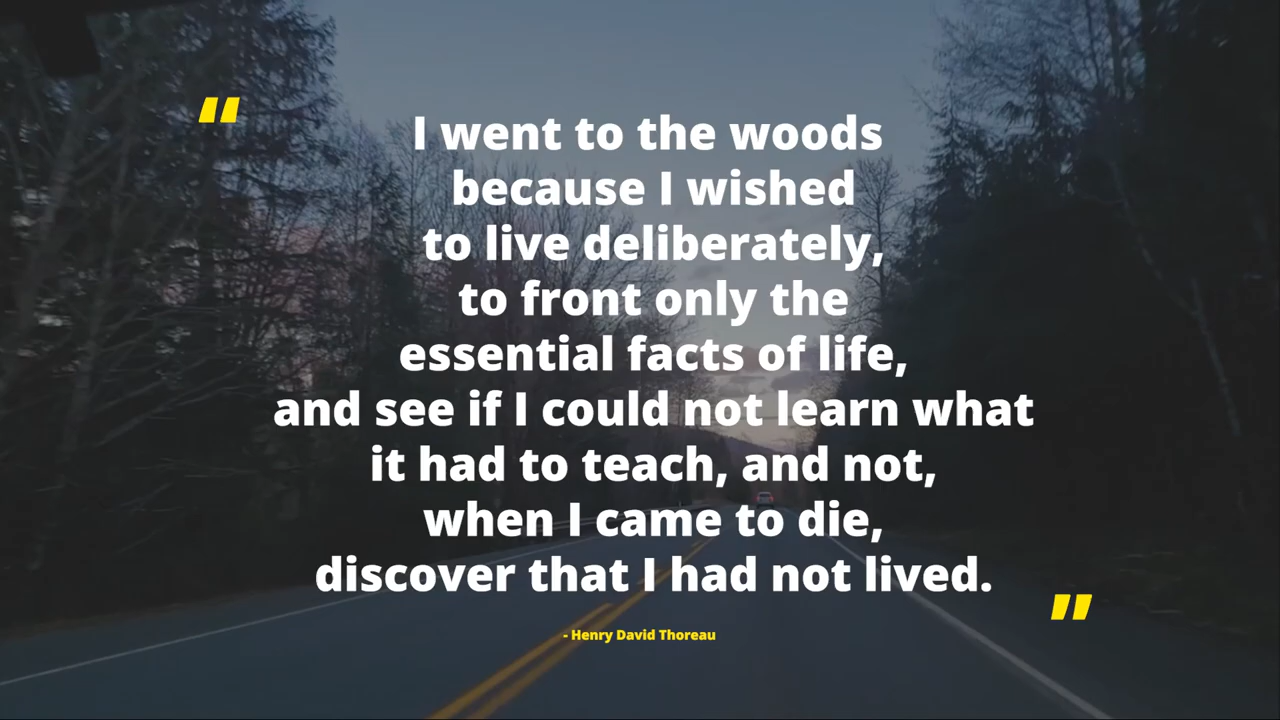 "
I went to the woods
because I wished
to live deliberately,
to front only the
essential facts of life,
and see if I could not learn what
it had to teach, and not,
when I came to die,
discover that I had not lived.
"
- Henry David Thoreau